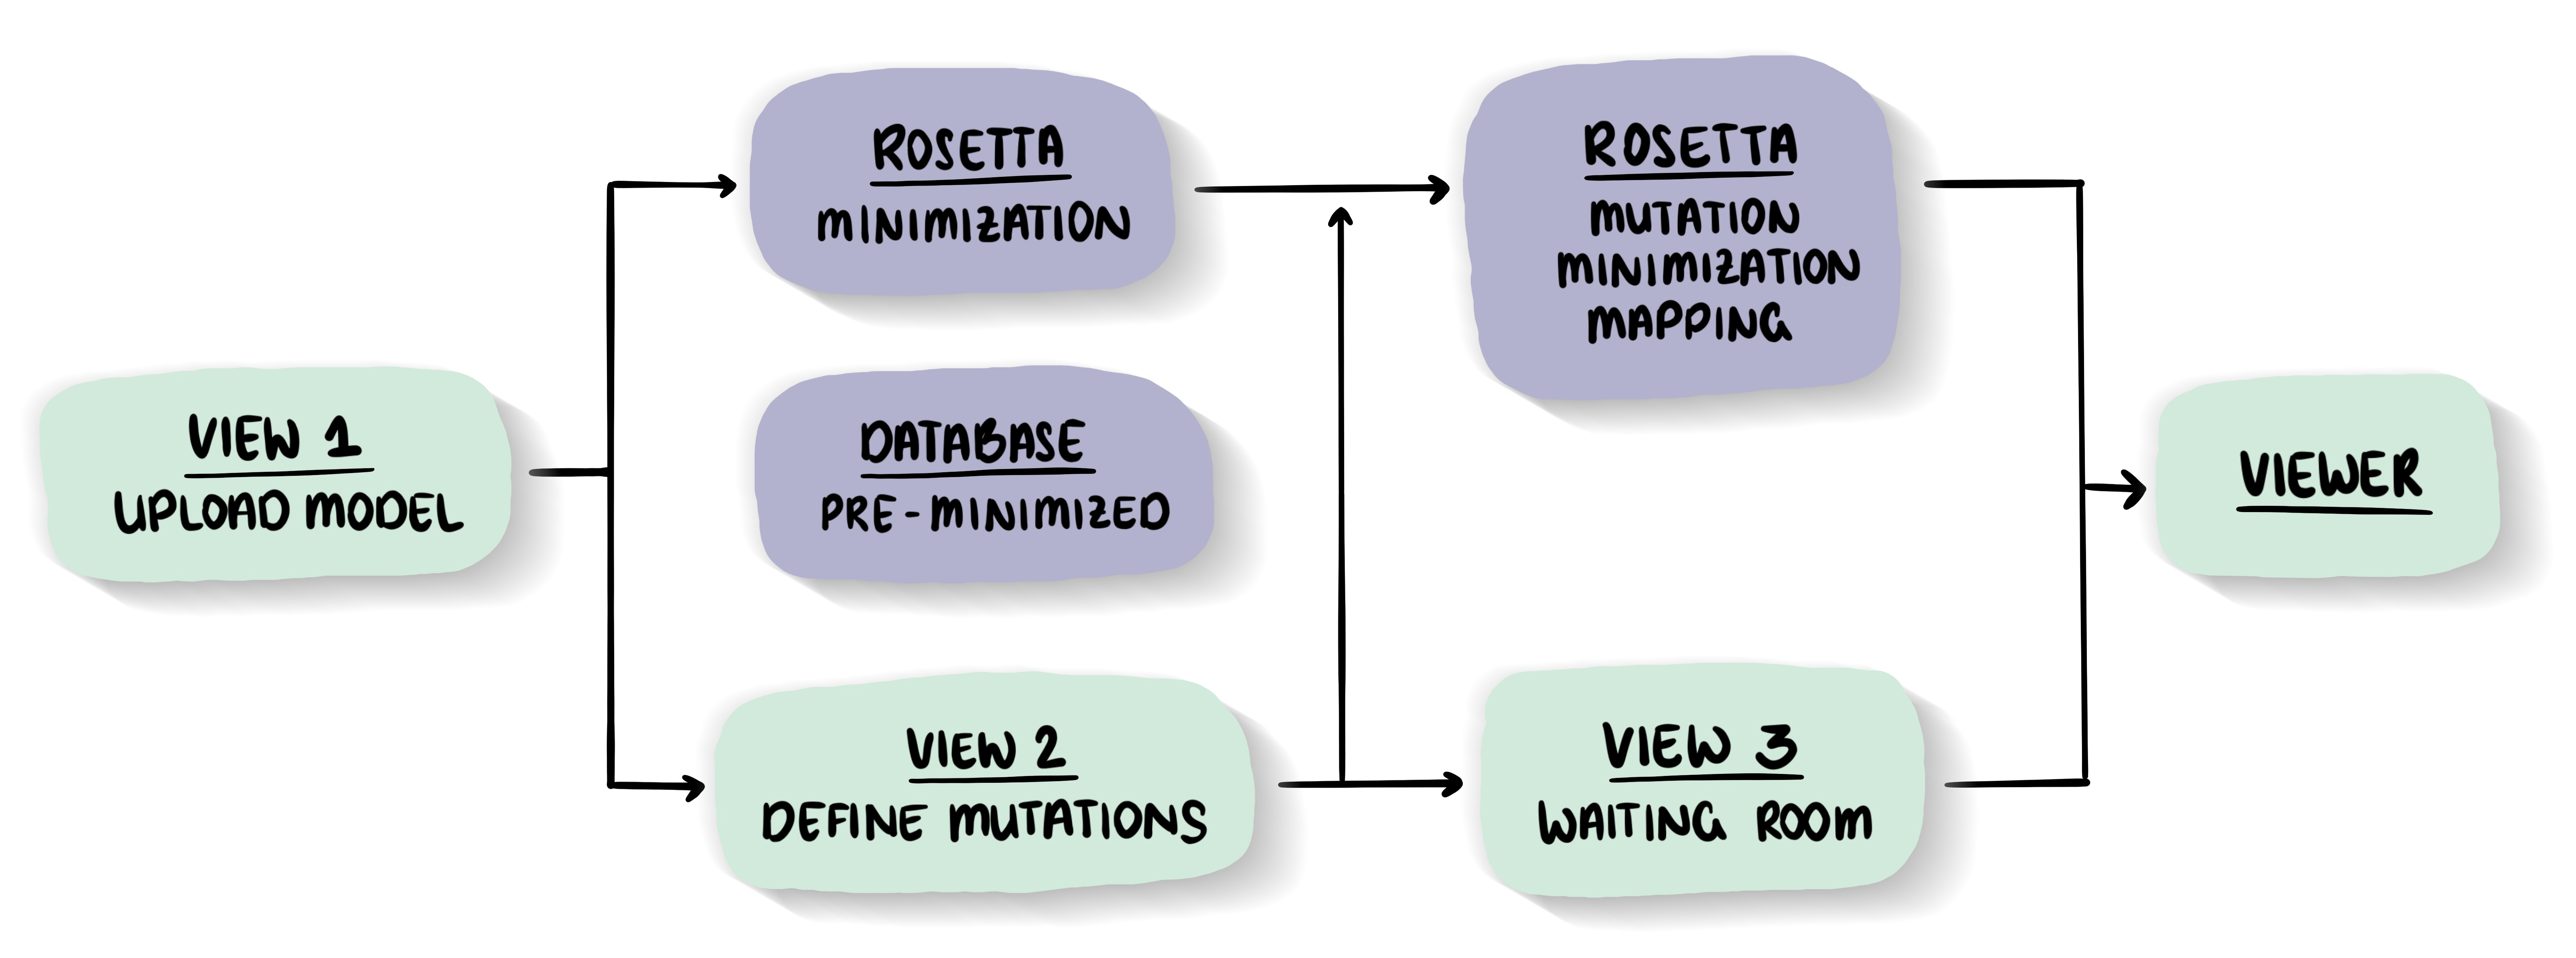 VIEW 1
UPLOAD MODEL
ROSETTA
MINIMIZATION
DATABASE
PRE-MINIMIZED
VIEW 2
DEFINE MUTATIONS
ROSETTA
MUTATION
MINIMIZATION
MAPPING
VIEW 3
WAITING ROOM
VIEWER